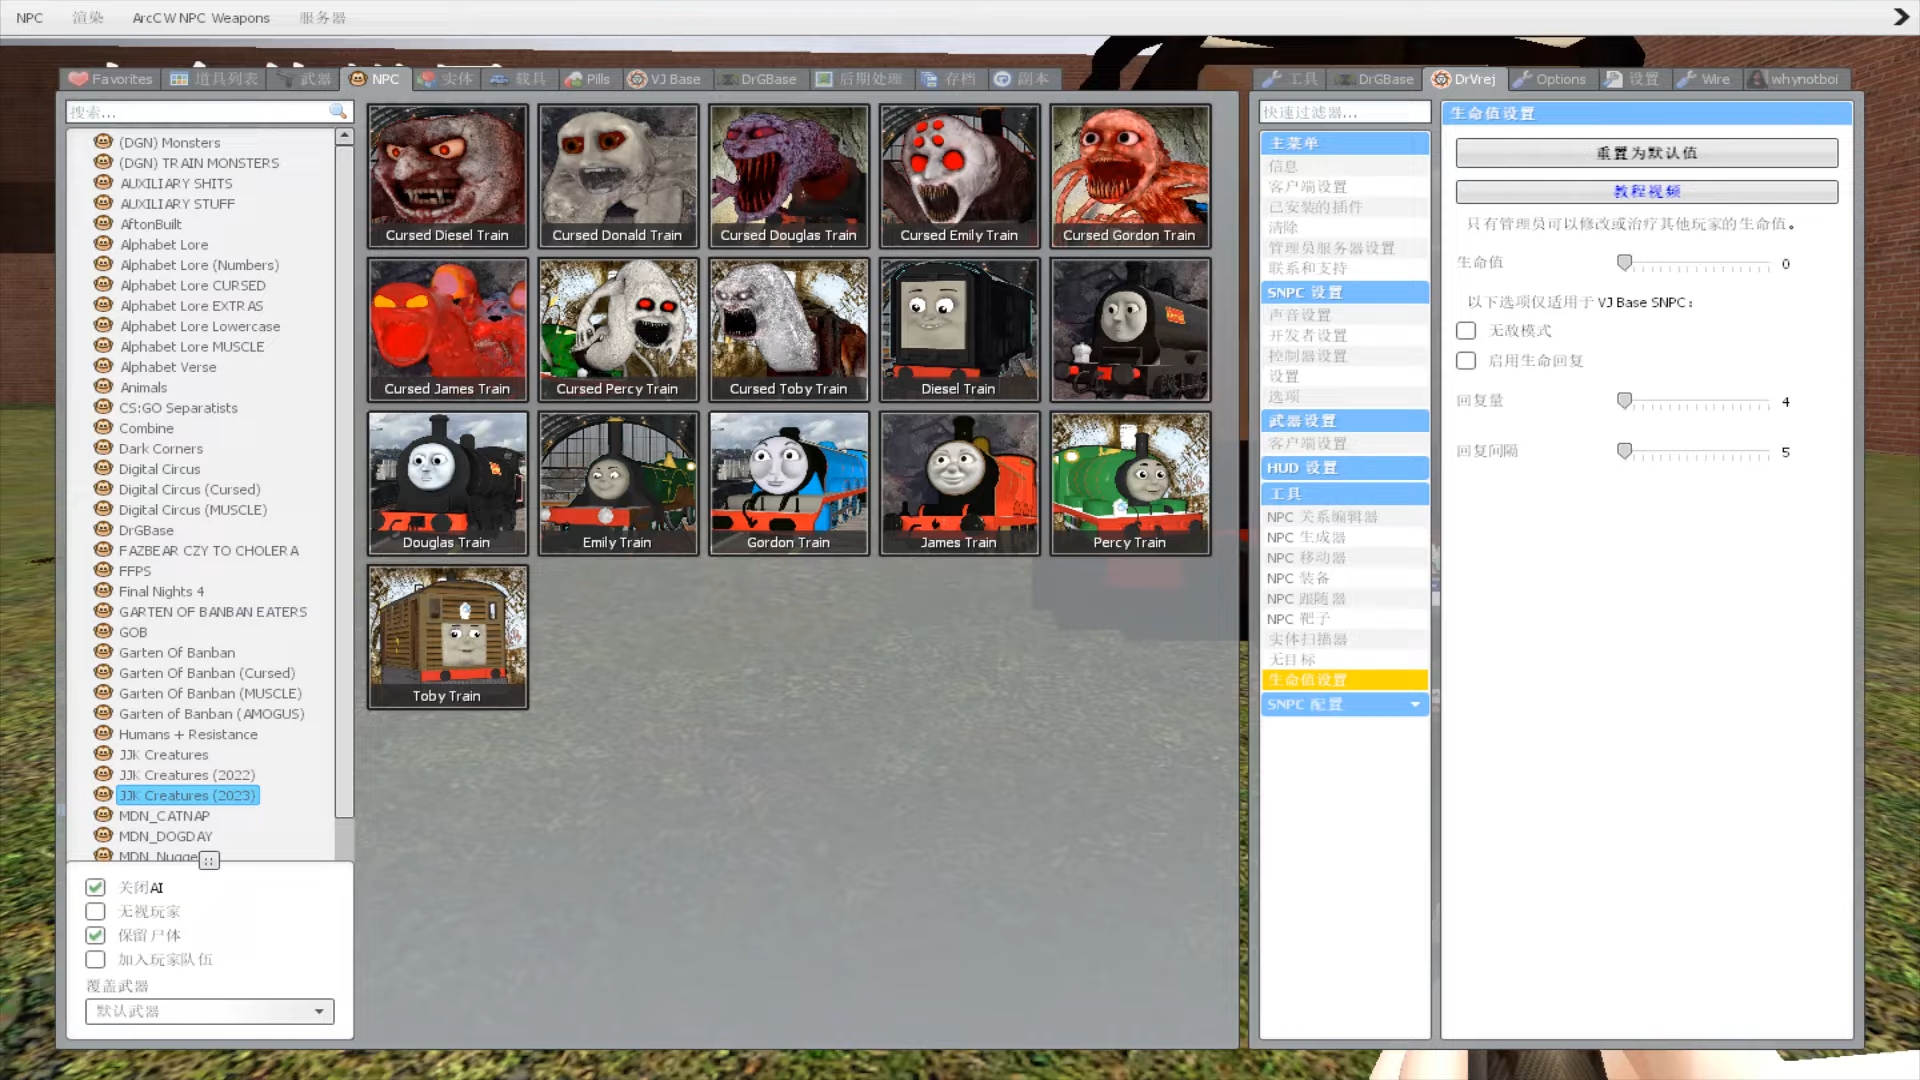 NPC 渲染 ArcCW NPC Weapons 服务器
Favorites 道具列表 武器 NPC 实体 载具 Pills VJ Base DrGBase 后期处理 存档 副本
搜索...
(DGN) Monsters
(DGN) TRAIN MONSTERS
AUXILIARY SHITS
AUXILIARY STUFF
AftonBuilt
Alphabet Lore
Alphabet Lore (Numbers)
Alphabet Lore CURSED
Alphabet Lore EXTRAS
Alphabet Lore Lowercase
Alphabet Lore MUSCLE
Alphabet Verse
Animals
CS:GO Separatists
Combine
Dark Corners
Digital Circus
Digital Circus (Cursed)
Digital Circus (MUSCLE)
DrGBase
FAZBEAR CZY TO CHOLERA
FFPS
Final Nights 4
GARTEN OF BANBAN EATERS
GOB
Garten Of Banban
Garten Of Banban (Cursed)
Garten Of Banban (MUSCLE)
Garten of Banban (AMOGUS)
Humans + Resistance
JJK Creatures
JJK Creatures (2022)
JJK Creatures (2023)
MDN_CATNAP
MDN_DOGDAY
MDN_Nugge
关闭AI
无视玩家
保留尸体
加入玩家队伍
覆盖武器
默认武器
Cursed Diesel Train
Cursed Donald Train
Cursed Douglas Train
Cursed Emily Train
Cursed Gordon Train
Cursed James Train
Cursed Percy Train
Cursed Toby Train
Diesel Train
Douglas Train
Emily Train
Gordon Train
James Train
Percy Train
Toby Train
工具 DrGBase DrVrej Options 设置 Wire whynotboi
快速过滤器...
主菜单
信息
客户端设置
已安装的插件
清除
管理员服务器设置
联系和支持
SNPC 设置
声音设置
开发者设置
控制器设置
设置
选项
武器设置
客户端设置
HUD 设置
工具
NPC 关系编辑器
NPC 生成器
NPC 移动器
NPC 装备
NPC 跟随器
NPC 靶子
实体扫描器
无目标
生命值设置
SNPC 配置
生命值设置
重置为默认值
教程视频
只有管理员可以修改或治疗其他玩家的生命值。
生命值 0
以下选项仅适用于 VJ Base SNPC：
无敌模式
启用生命回复
回复量 4
回复间隔 5